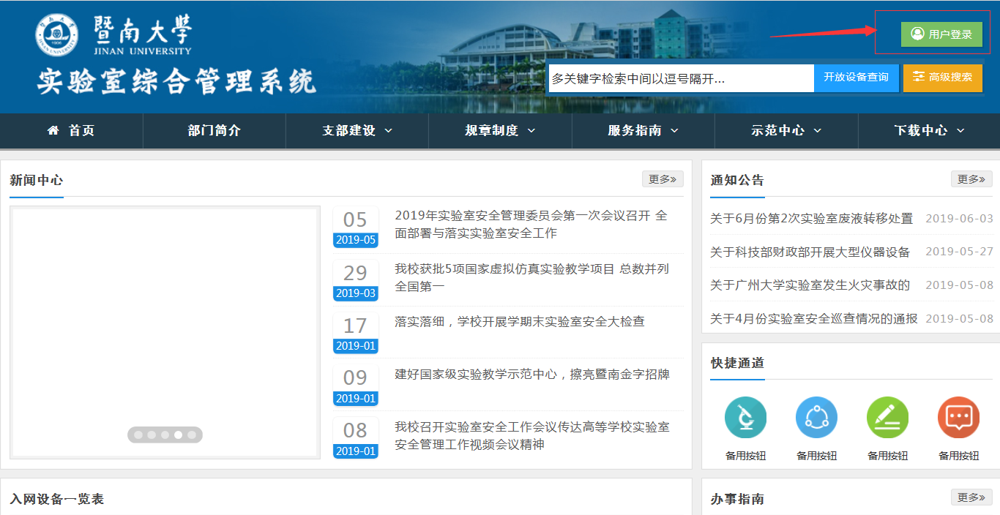 暨南大學
JINAN UNIVERSITY
实验室综合管理系统
用户登录
多关键字检索中间以逗号隔开...
开放设备查询
高级搜索
首页
部门简介
支部建设
规章制度
服务指南
示范中心
下载中心
新闻中心
更多»
05
2019-05
2019年实验室安全管理委员会第一次会议召开 全
面部署与落实实验室安全工作
29
2019-03
我校获批5项国家虚拟仿真实验教学项目 总数并列
全国第一
17
2019-01
落实落细，学校开展学期末实验室安全大检查
09
2019-01
建好国家级实验教学示范中心，擦亮暨南金字招牌
08
2019-01
我校召开实验室安全工作会议传达高等学校实验室
安全管理工作视频会议精神
通知公告
更多»
关于6月份第2次实验室废液转移处置 2019-06-03
关于科技部财政部开展大型仪器设备 2019-05-27
关于广州大学实验室发生火灾事故的 2019-05-08
关于4月份实验室安全巡查情况的通报 2019-05-08
快捷通道
备用按钮
备用按钮
备用按钮
备用按钮
入网设备一览表
办事指南
更多»